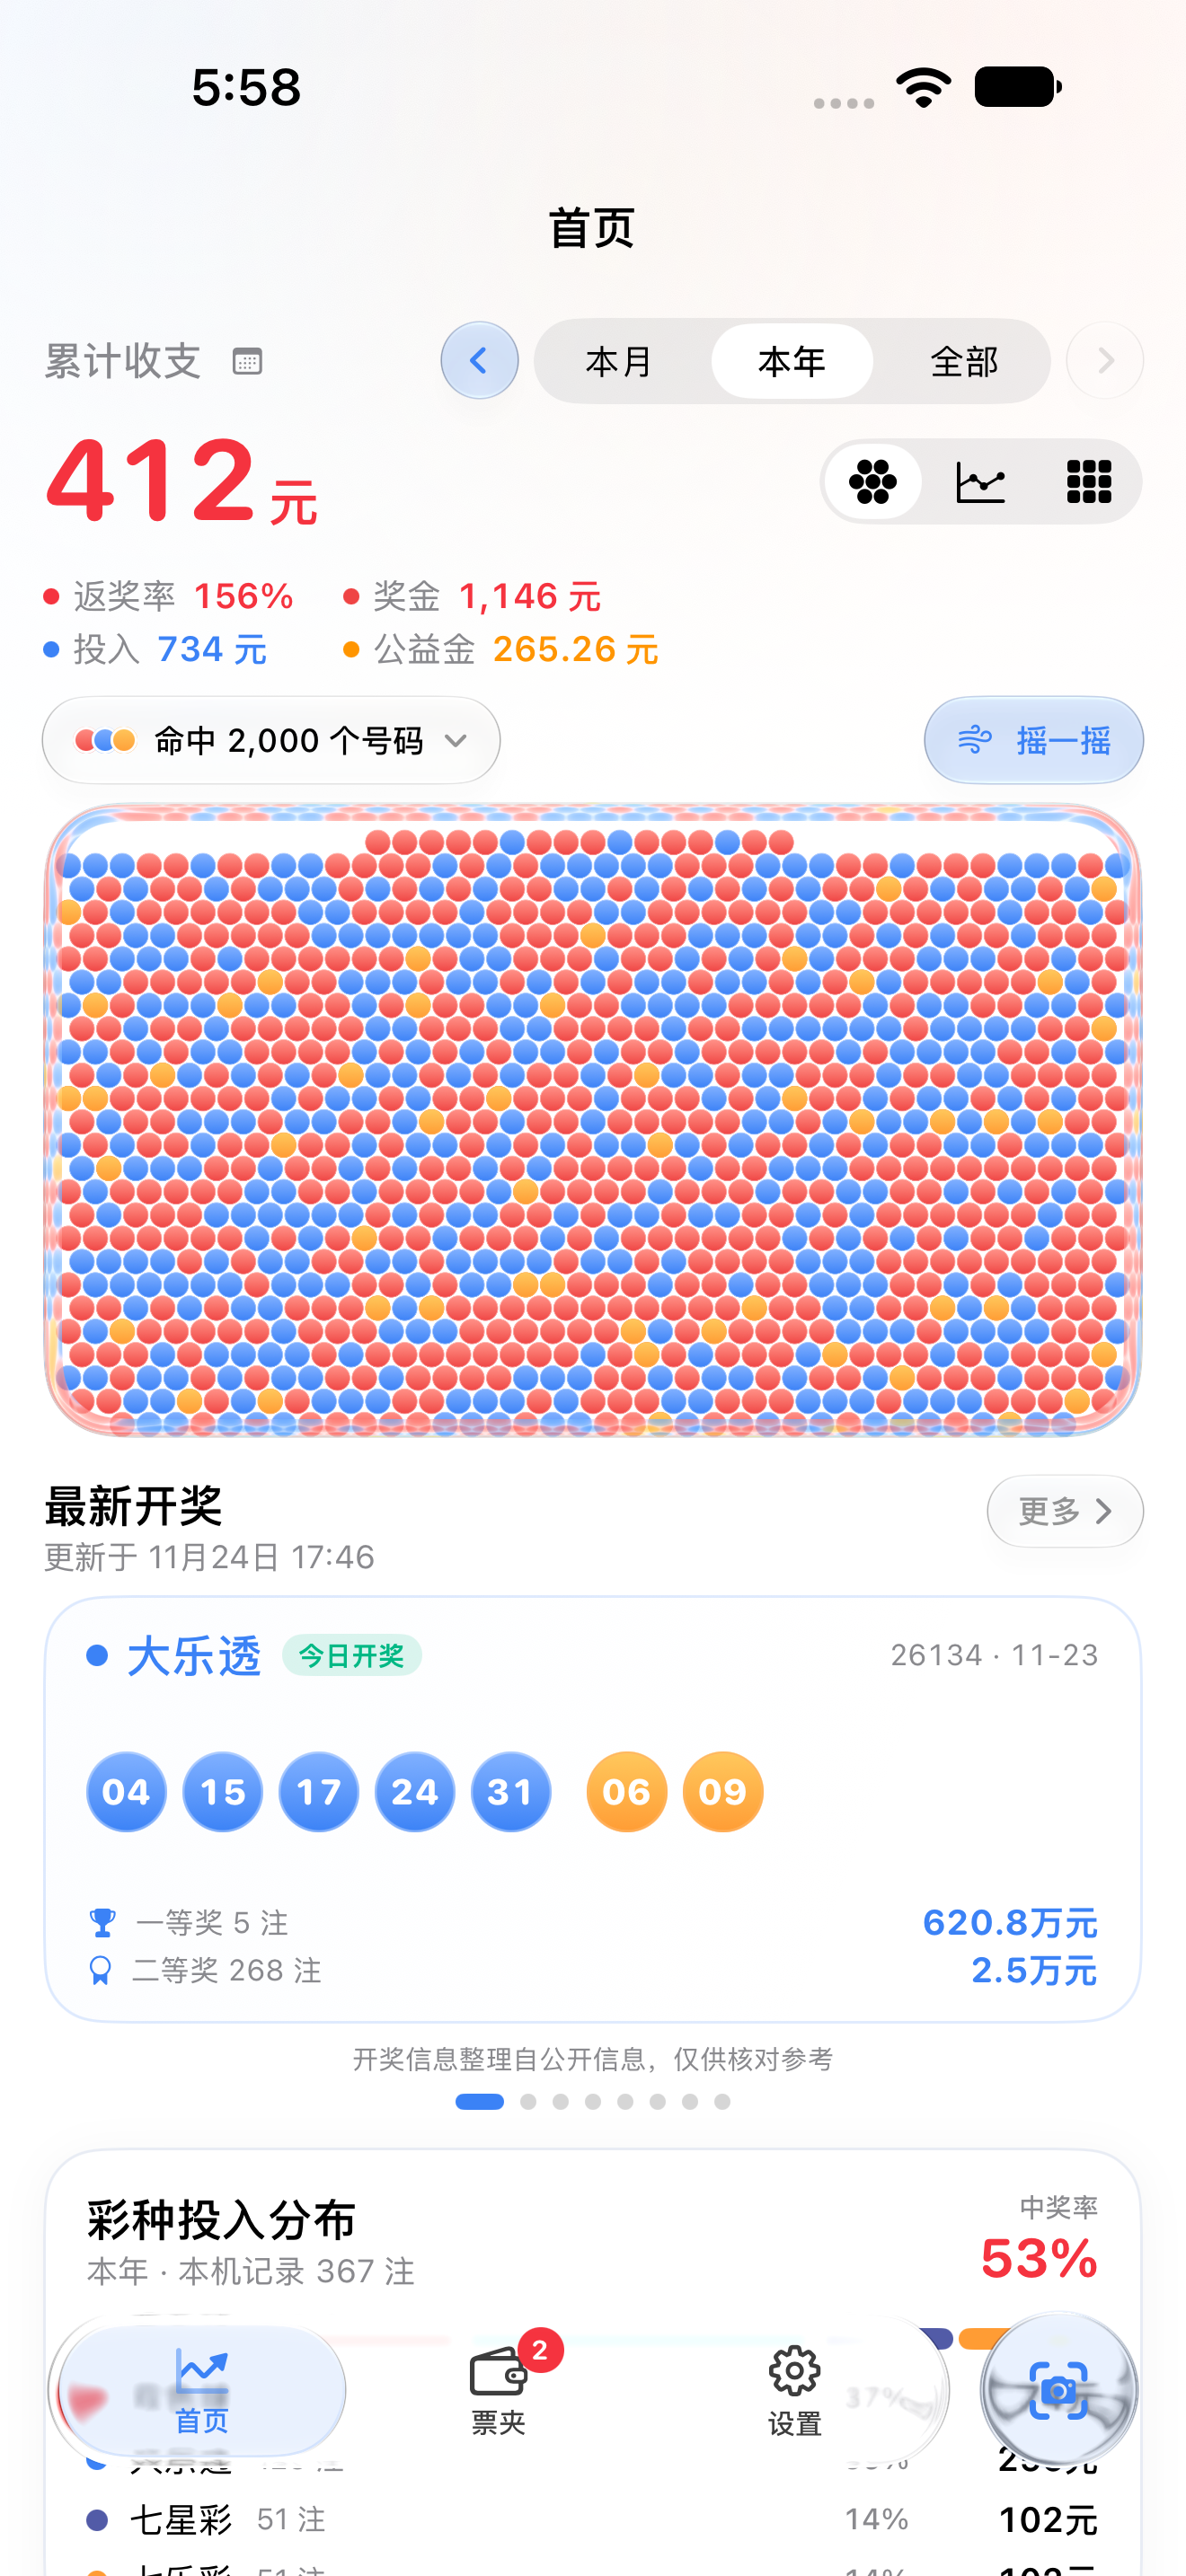 5:58
首页
累计收支
本月 本年 全部
412 元
返奖率 156% 奖金 1,146 元
投入 734 元 公益金 265.26 元
命中 2,000 个号码
摇一摇
最新开奖
更多
更新于 11月24日 17:46
大乐透 今日开奖 26134 · 11-23
04 15 17 24 31 06 09
一等奖 5 注 620.8万元
二等奖 268 注 2.5万元
开奖信息整理自公开信息，仅供核对参考
彩种投入分布
中奖率
本年 · 本机记录 367 注
53%
2
37%
首页 票夹 设置
七星彩 51 注 14% 102元